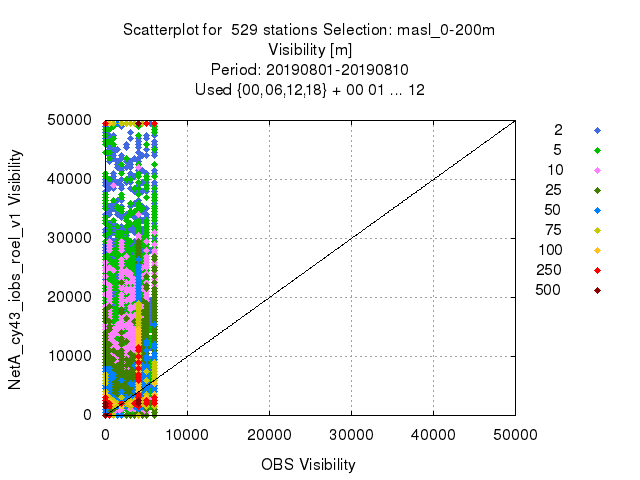 Scatterplot for 529 stations Selection: masl_0-200m
Visibility [m]
Period: 20190801-20190810
Used {00,06,12,18} + 00 01 ... 12
NetA_cy43_iobs_roel_v1 Visibility
50000
40000
30000
20000
10000
0
0 10000 20000 30000 40000 50000
OBS Visibility
2
5
10
25
50
75
100
250
500